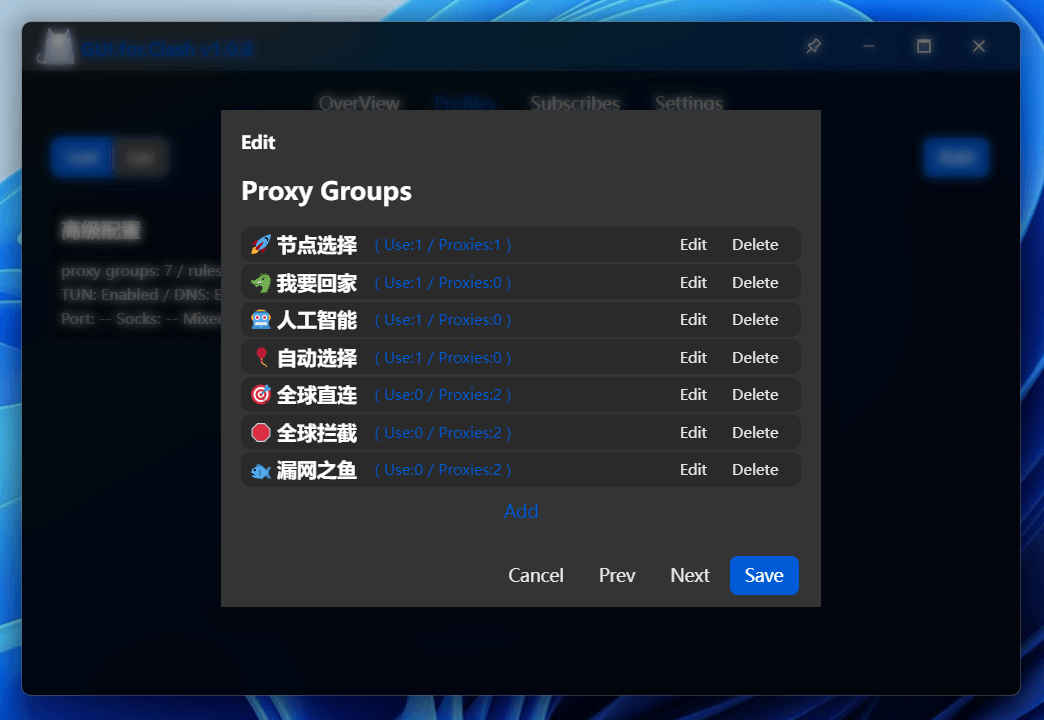 GUI for.Clash v1.0.0
OverView Profiles Subscribes Settings
Add
高级配置
proxy groups: 7 / rules
TUN: Enabled / DNS: E
Port: -- Socks: -- Mixed
Edit
Proxy Groups
🚀 节点选择 ( Use:1 / Proxies:1 ) Edit Delete
🐲 我要回家 ( Use:1 / Proxies:0 ) Edit Delete
🤖 人工智能 ( Use:1 / Proxies:0 ) Edit Delete
🎈 自动选择 ( Use:1 / Proxies:0 ) Edit Delete
🎯 全球直连 ( Use:0 / Proxies:2 ) Edit Delete
🛑 全球拦截 ( Use:0 / Proxies:2 ) Edit Delete
🐟 漏网之鱼 ( Use:0 / Proxies:2 ) Edit Delete
Add
Cancel Prev Next Save